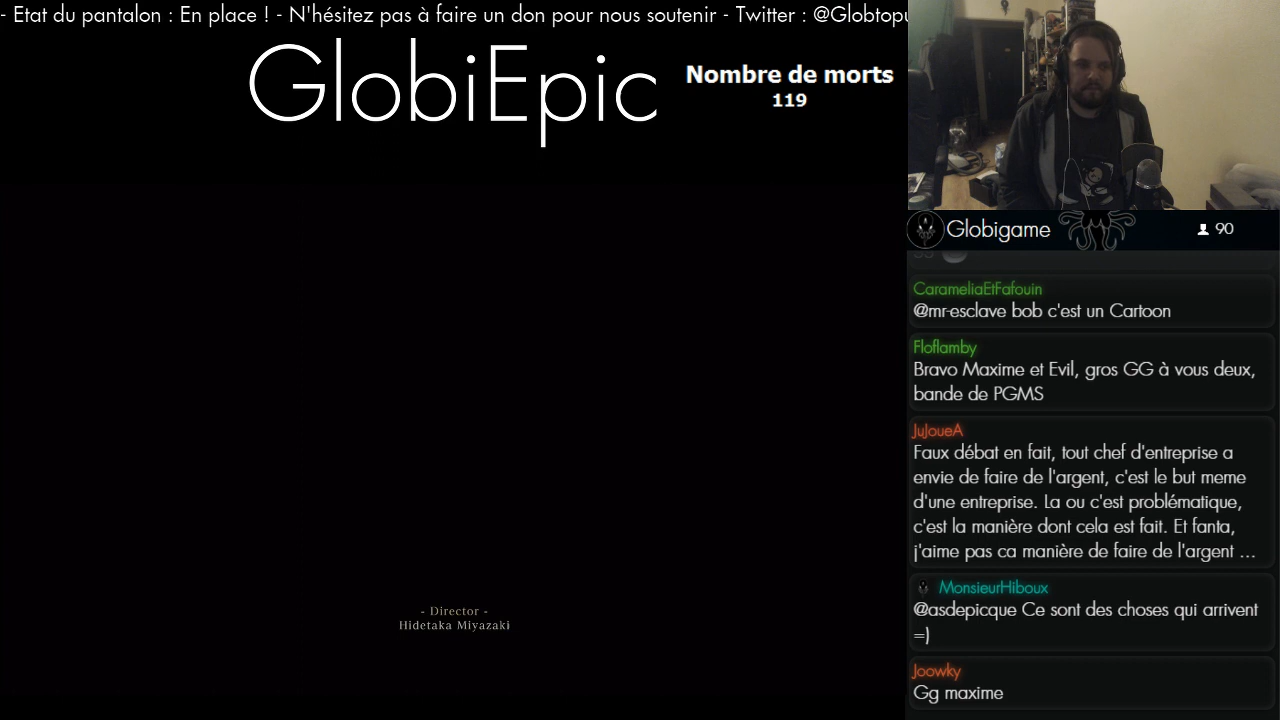 - Etat du pantalon : En place ! - N'hésitez pas à faire un don pour nous soutenir - Twitter : @Globtopu
GlobiEpic
Nombre de morts
119
Globigame
90
CarameliaEtFafouin
@mr-esclave bob c'est un Cartoon
Floflamby
Bravo Maxime et Evil, gros GG à vous deux,
bande de PGMS
JuJoueA
Faux débat en fait, tout chef d'entreprise a
envie de faire de l'argent, c'est le but meme
d'une entreprise. La ou c'est problématique,
c'est la manière dont cela est fait. Et fanta,
j'aime pas ca manière de faire de l'argent ...
MonsieurHiboux
@asdepicque Ce sont des choses qui arrivent
=)
Joowky
Gg maxime
- Director -
Hidetaka Miyazaki